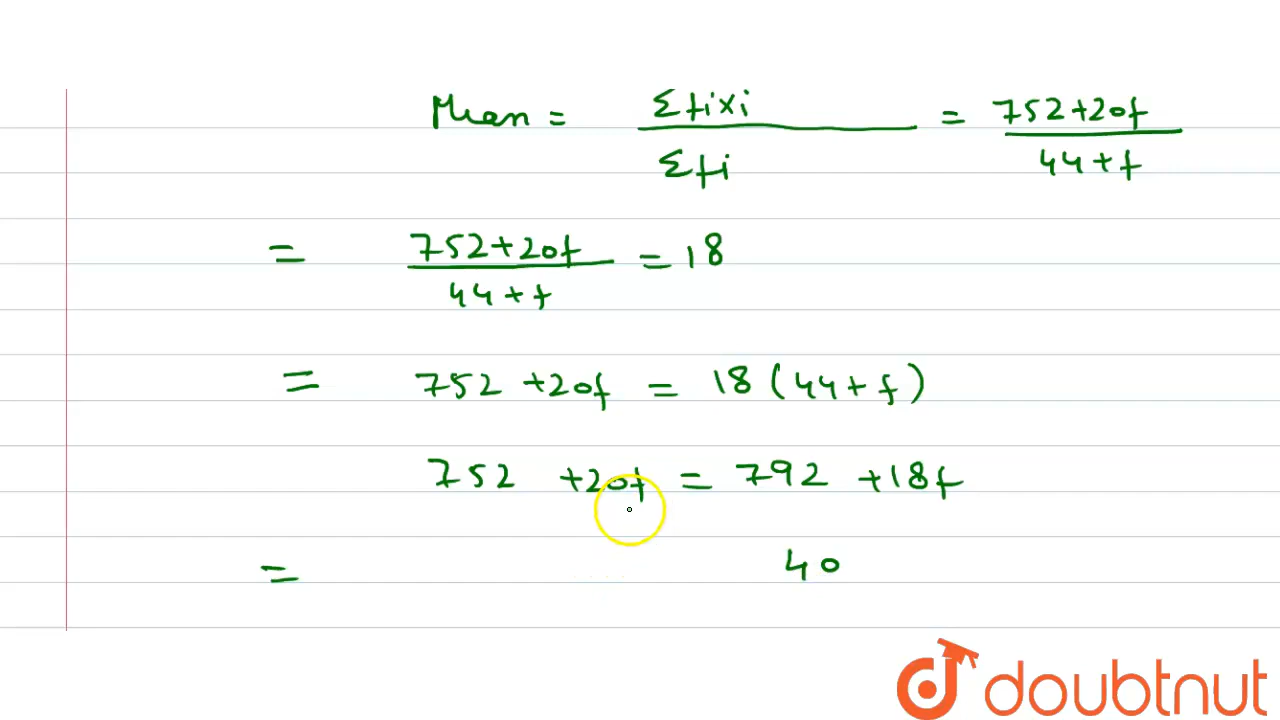 Mean = Σfixi / Σfi = 752+20f / 44+f
= 752+20f / 44+f = 18
= 752 +20f = 18(44+f)
752 +20f = 792 +18f
= 40
doubtnut